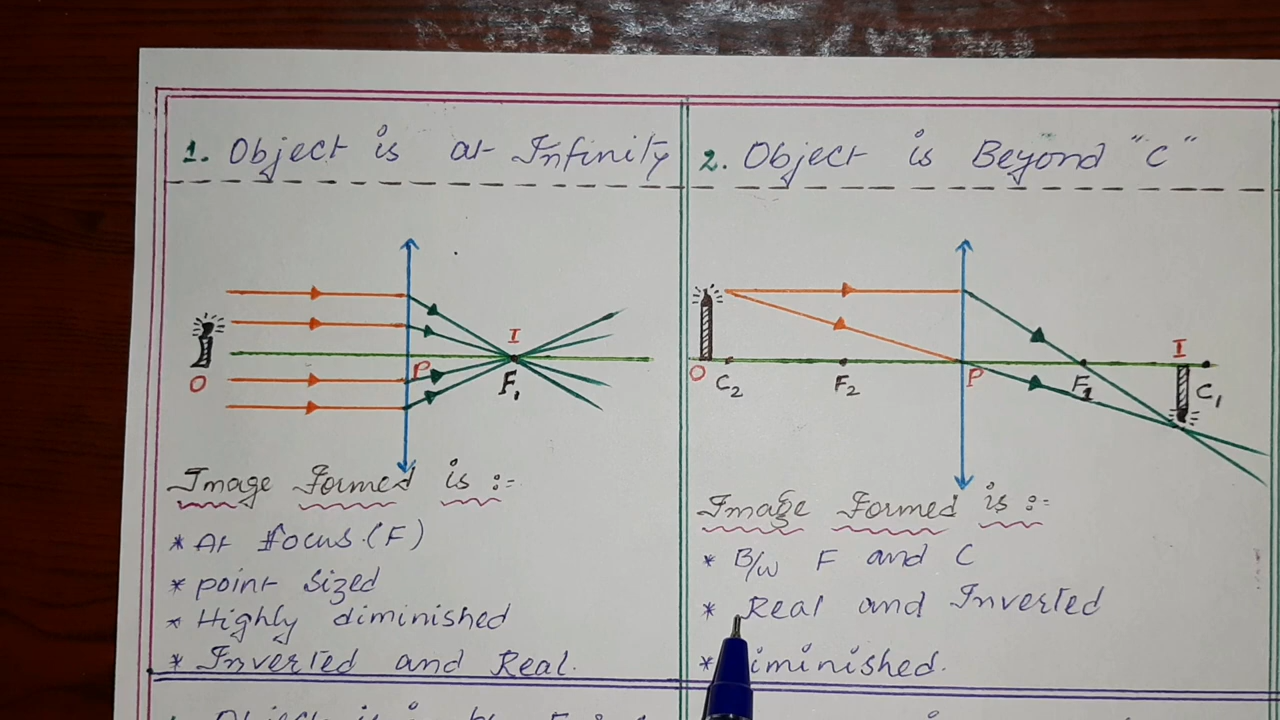 1. Object is at Infinity
O
P
I
F₁
Image Formed is :-
* At focus (F)
* point sized
* Highly diminished
* Inverted and Real.
2. Object is Beyond "C"
O
C₂
F₂
P
F₁
I
C₁
Image Formed is :-
* B/w F and C
* Real and Inverted
* iminished.